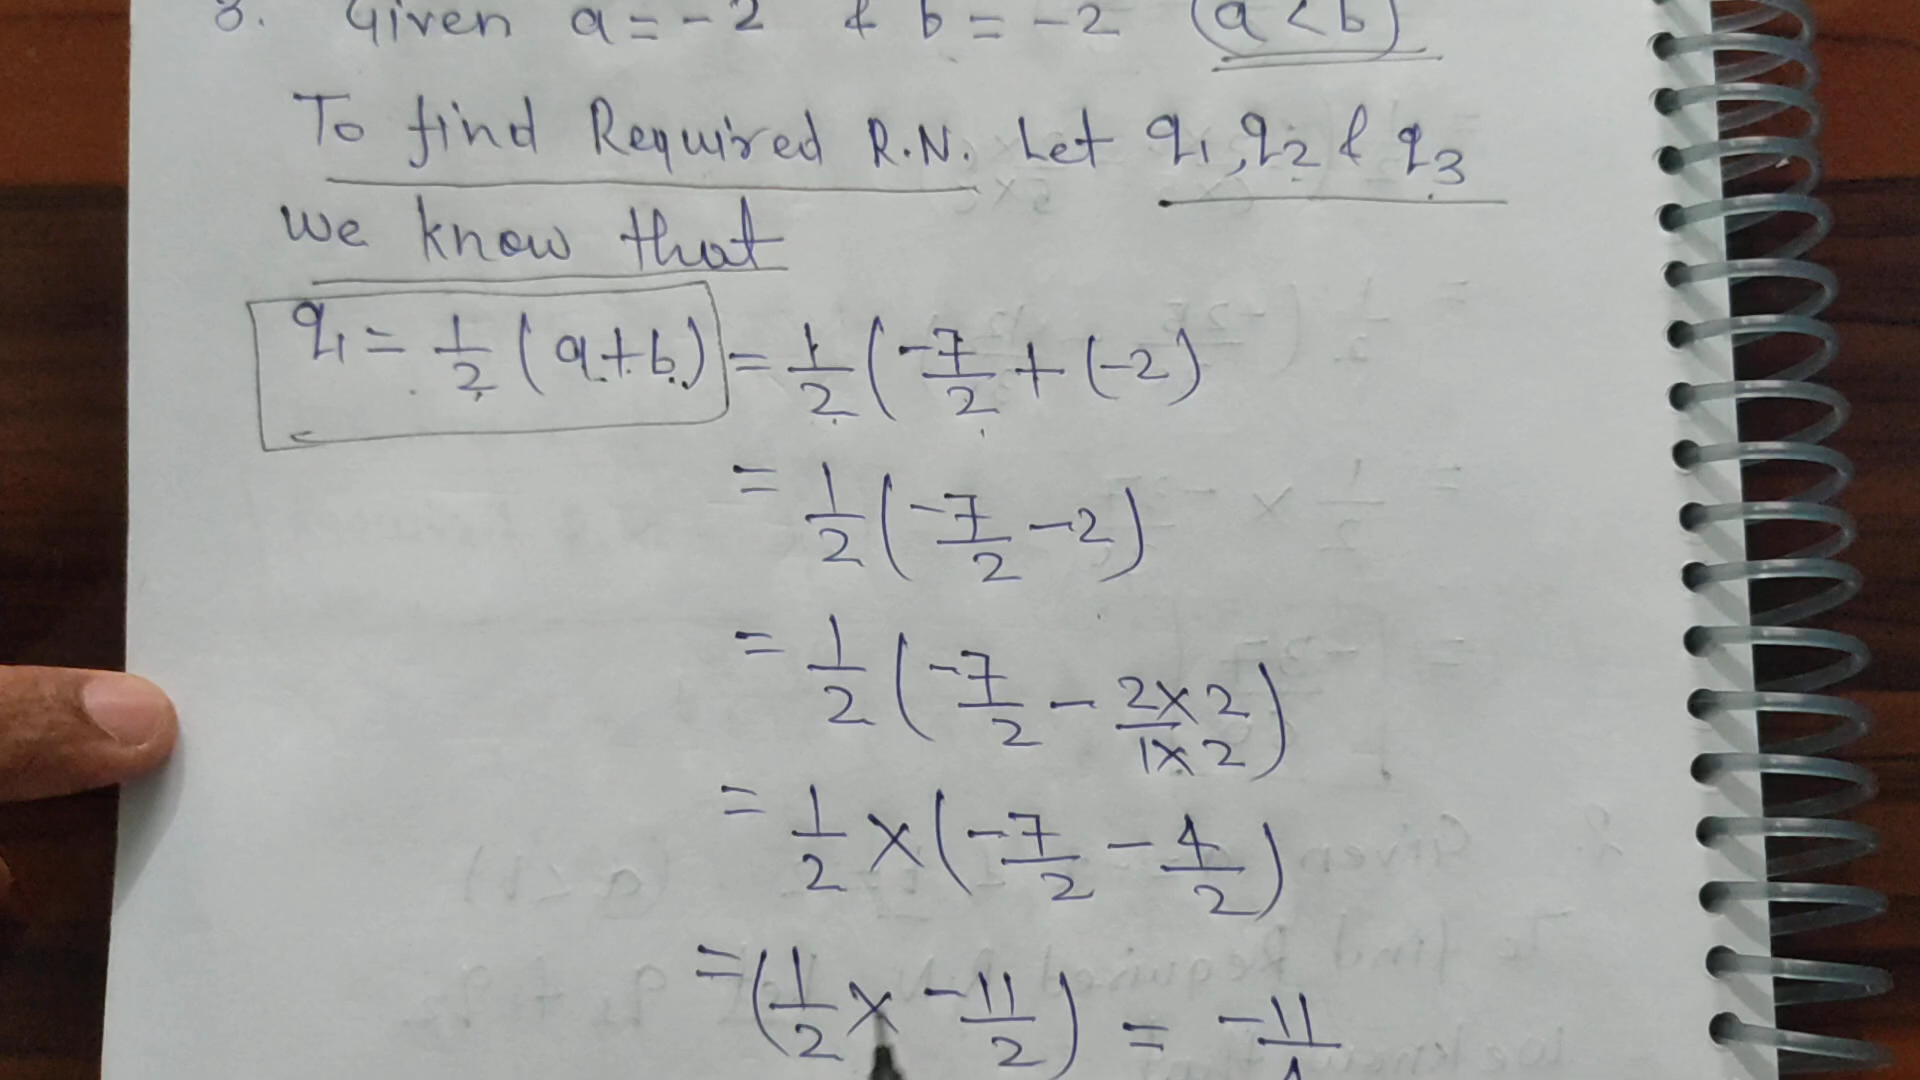 3. Given a = -2 & b = -2 (a < b)
To find Required R.N. Let q1, q2 & q3
we know that
q1 = 1/2 (a+b) = 1/2 (-7/2 + (-2)
= 1/2 (-7/2 - 2)
= 1/2 (-7/2 - 2×2/1×2)
= 1/2 × (-7/2 - 4/2)
= (1/2 × -11/2) = -11/4